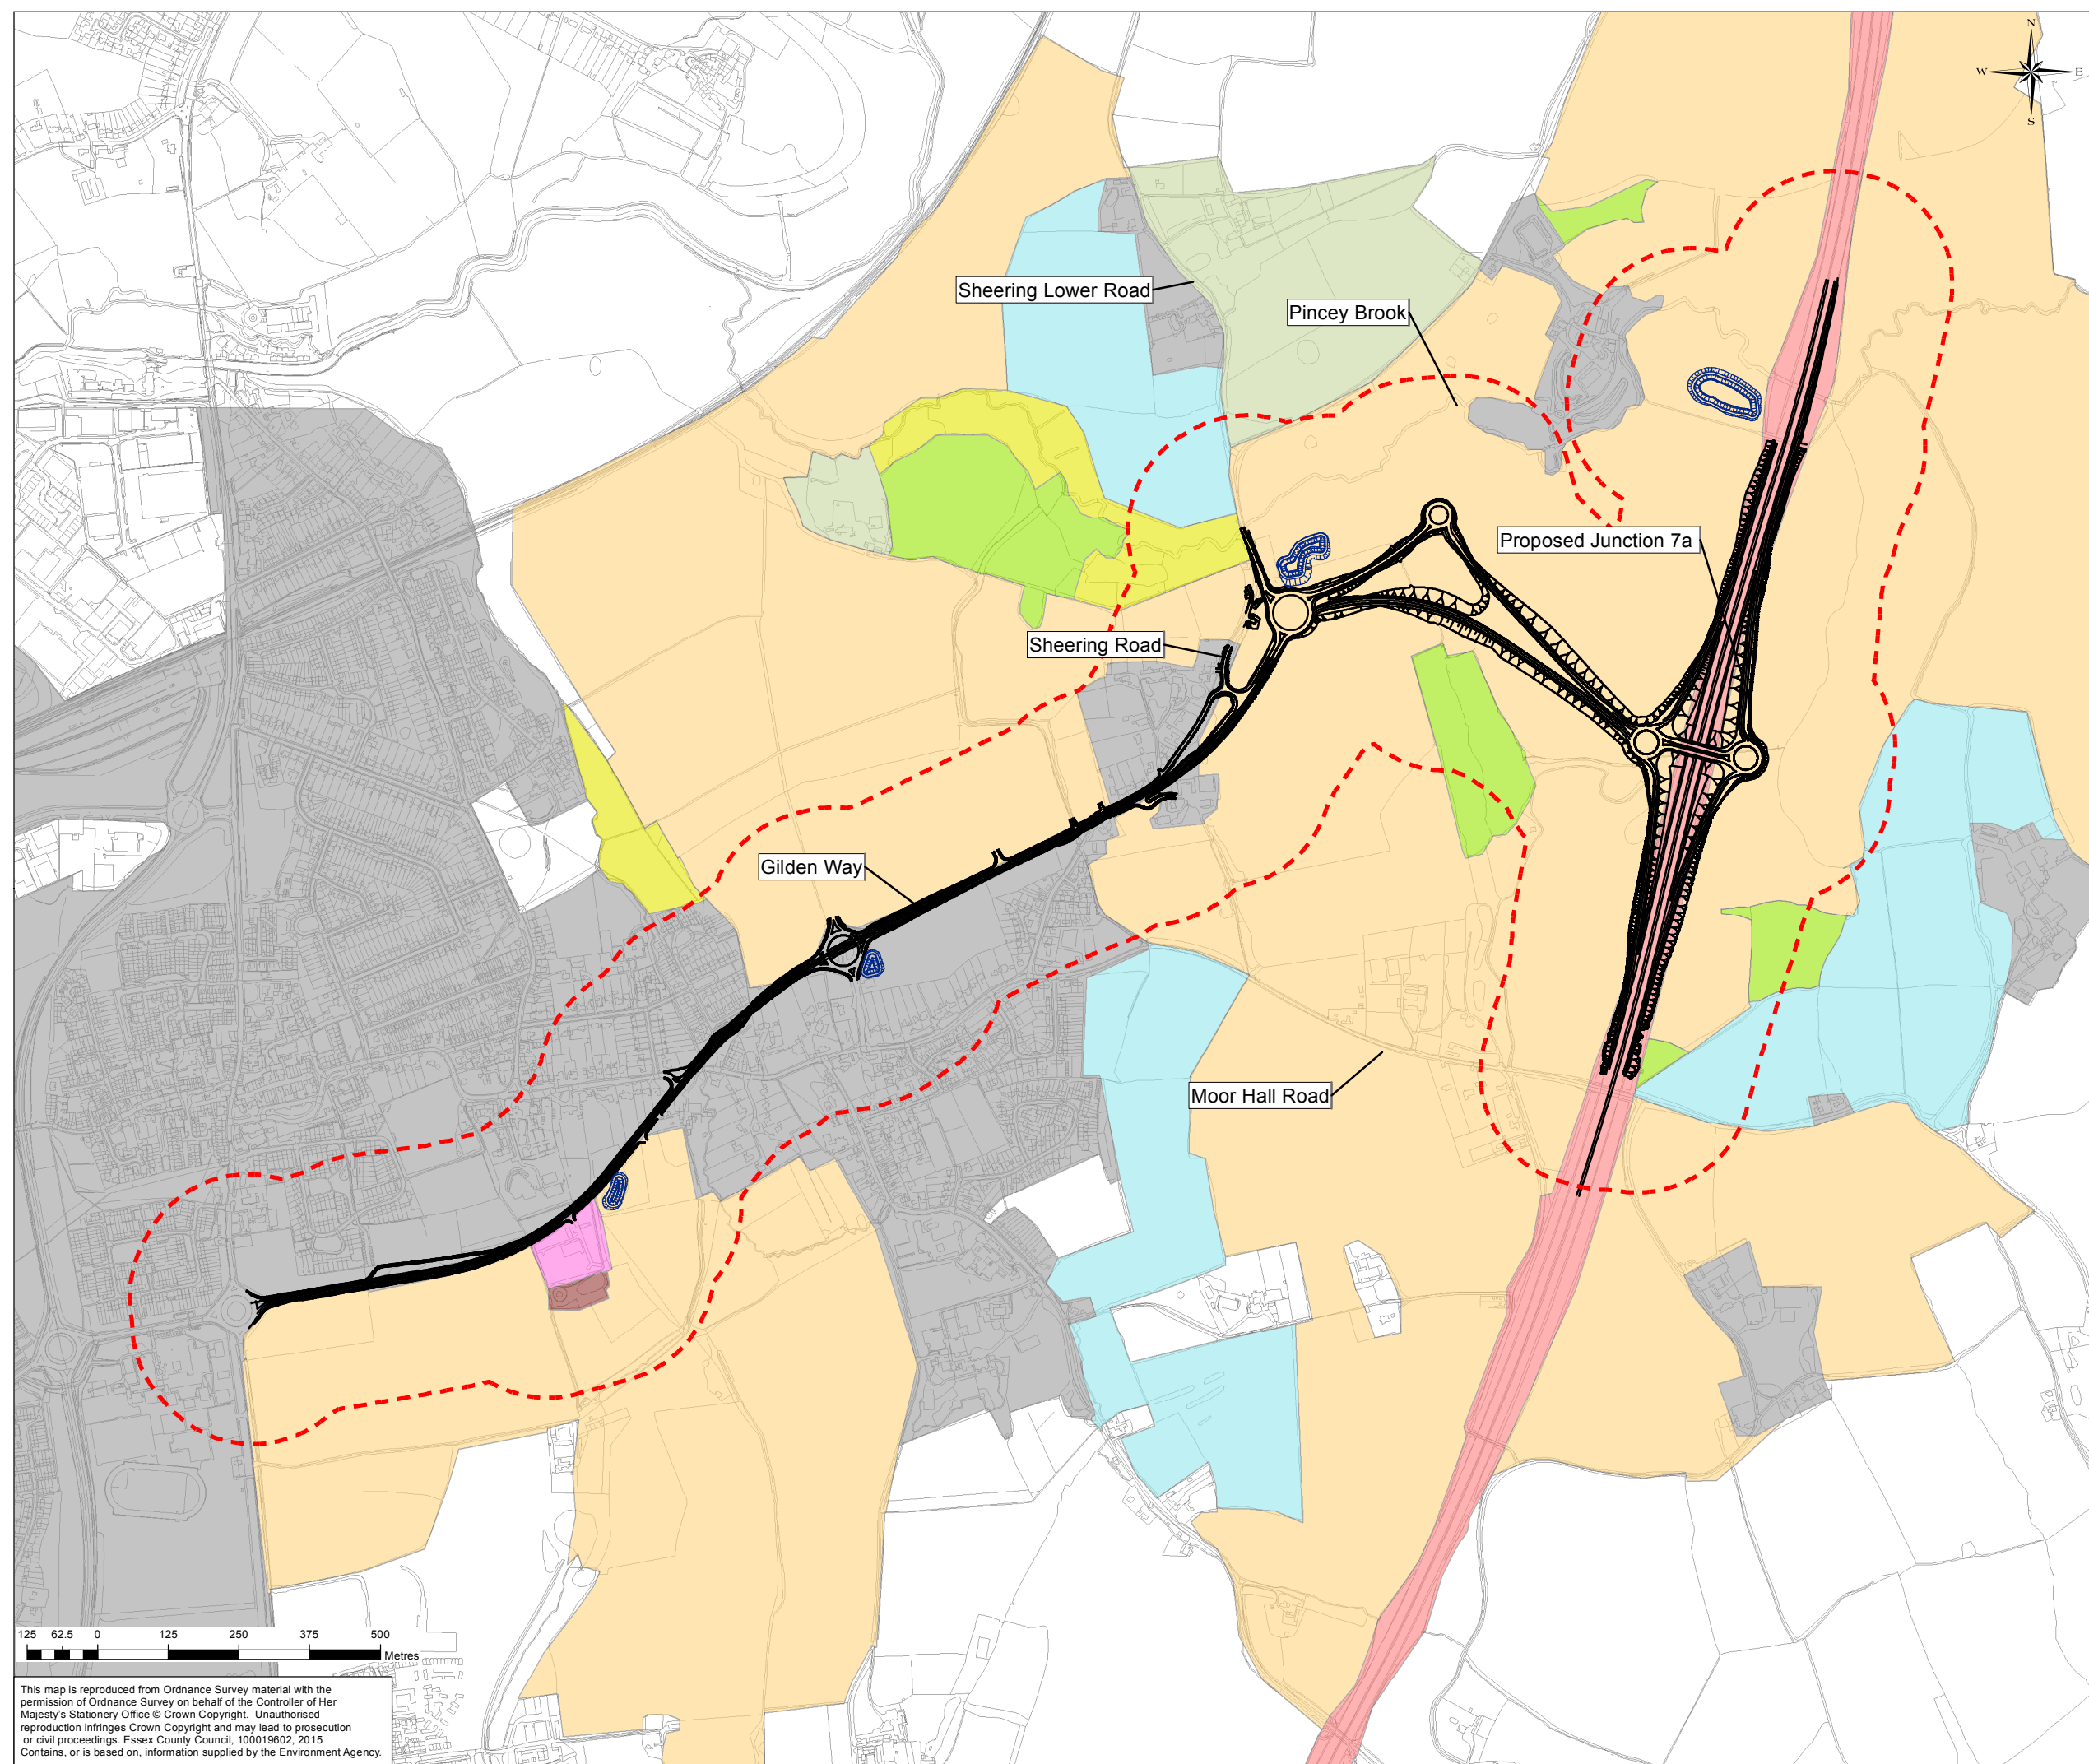 N
W E
S
Sheering Lower Road
Pincey Brook
Proposed Junction 7a
Sheering Road
Gilden Way
Moor Hall Road
125 62.5 0 125 250 375 500
Metres
This map is reproduced from Ordnance Survey material with the
permission of Ordnance Survey on behalf of the Controller of Her
Majesty's Stationery Office © Crown Copyright. Unauthorised
reproduction infringes Crown Copyright and may lead to prosecution
or civil proceedings. Essex County Council, 100019602, 2015
Contains, or is based on, information supplied by the Environment Agency.